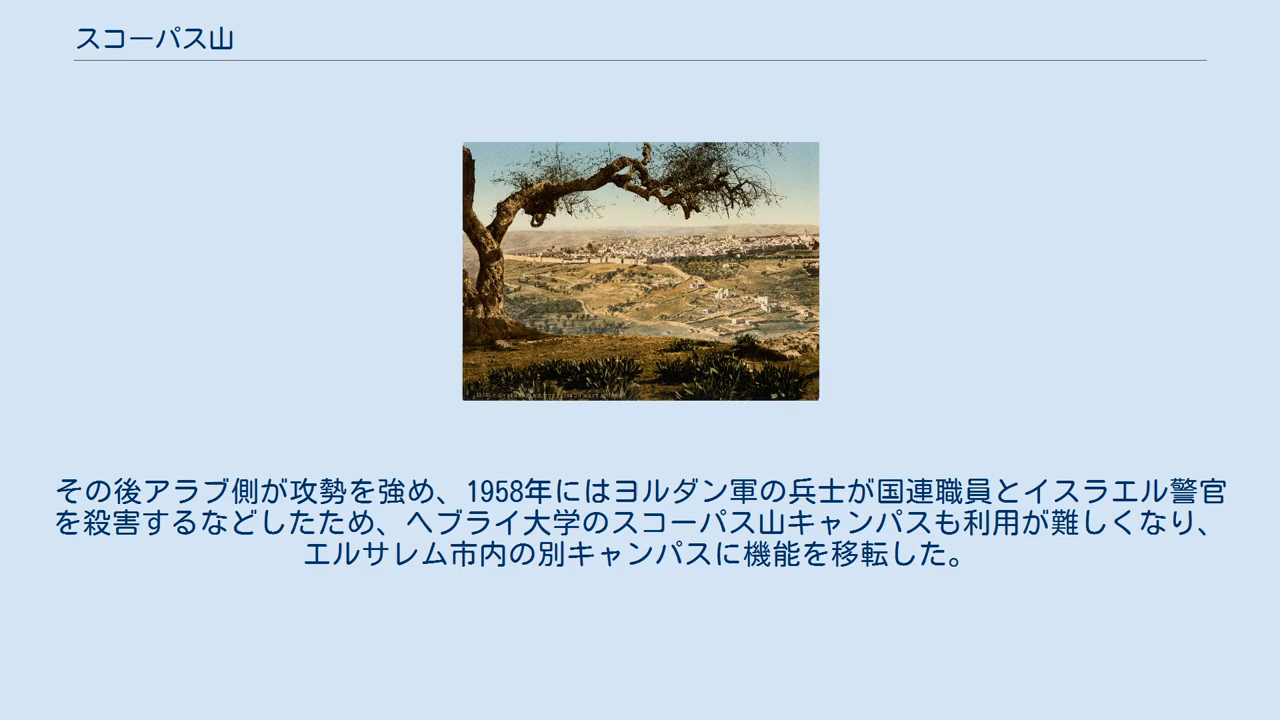 スコーパス山
その後アラブ側が攻勢を強め、1958年にはヨルダン軍の兵士が国連職員とイスラエル警官
を殺害するなどしたため、ヘブライ大学のスコーパス山キャンパスも利用が難しくなり、
エルサレム市内の別キャンパスに機能を移転した。